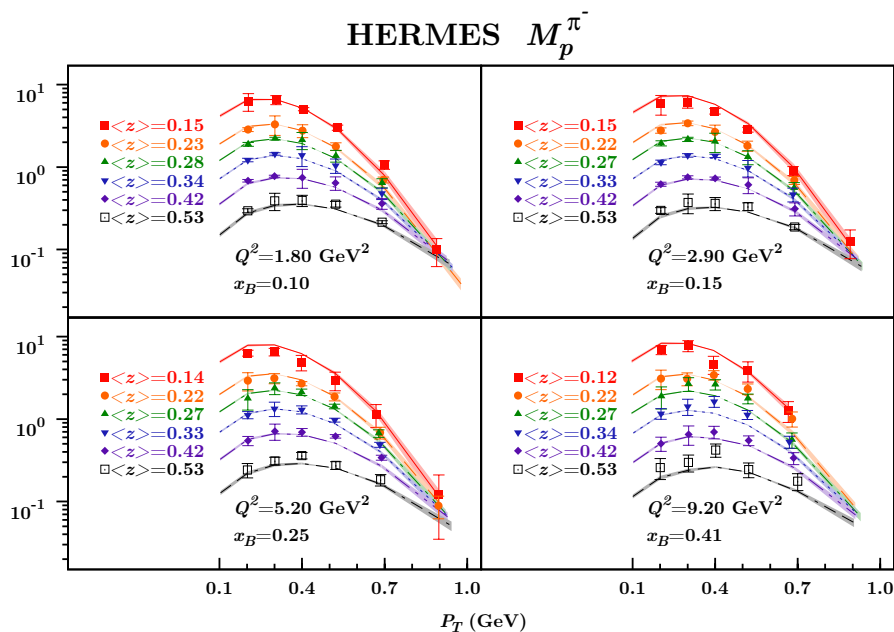 HERMES M_p^{π^-}
10^1
10^0
10^{-1}
<z>=0.15
<z>=0.23
<z>=0.28
<z>=0.34
<z>=0.42
<z>=0.53
Q^2=1.80 GeV^2
x_B=0.10
<z>=0.15
<z>=0.22
<z>=0.27
<z>=0.33
<z>=0.42
<z>=0.53
Q^2=2.90 GeV^2
x_B=0.15
10^1
10^0
10^{-1}
<z>=0.14
<z>=0.22
<z>=0.27
<z>=0.33
<z>=0.42
<z>=0.53
Q^2=5.20 GeV^2
x_B=0.25
<z>=0.12
<z>=0.22
<z>=0.27
<z>=0.34
<z>=0.42
<z>=0.53
Q^2=9.20 GeV^2
x_B=0.41
0.1 0.4 0.7 1.0 0.1 0.4 0.7 1.0
P_T (GeV)